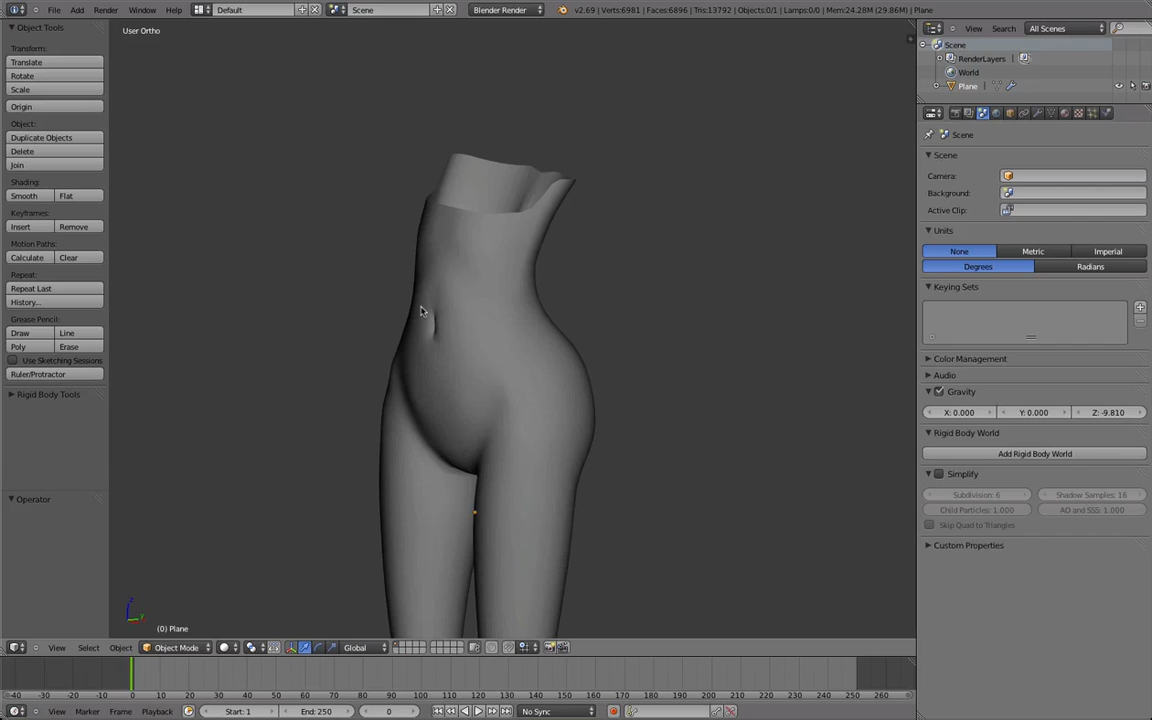 File Add Render Window Help Default Scene Blender Render v2.69 | Verts:6981 | Faces:6896 | Tris:13792 | Objects:0/1 | Lamps:0/0 | Mem:24.28M (29.86M) | Plane
Object Tools
Transform:
Translate
Rotate
Scale
Origin
Object:
Duplicate Objects
Delete
Join
Shading:
Smooth Flat
Keyframes:
Insert Remove
Motion Paths:
Calculate Clear
Repeat:
Repeat Last
History...
Grease Pencil:
Draw Line
Poly Erase
Use Sketching Sessions
Ruler/Protractor
Rigid Body Tools
Operator
User Ortho
z
y
(0) Plane
View Select Object Object Mode Global
-40 -30 -20 -10 0 10 20 30 40 50 60 70 80 90 100 110 120 130 140 150 160 170 180 190 200 210 220 230 240 250 260
View Marker Frame Playback Start: 1 End: 250 0 No Sync
View Search All Scenes
Scene
RenderLayers
World
Plane
Scene
Scene
Camera:
Background:
Active Clip:
Units
None Metric Imperial
Degrees Radians
Keying Sets
Color Management
Audio
Gravity
X: 0.000 Y: 0.000 Z: -9.810
Rigid Body World
Add Rigid Body World
Simplify
Subdivision: 6 Shadow Samples: 16
Child Particles: 1.000 AO and SSS: 1.000
Skip Quad to Triangles
Custom Properties